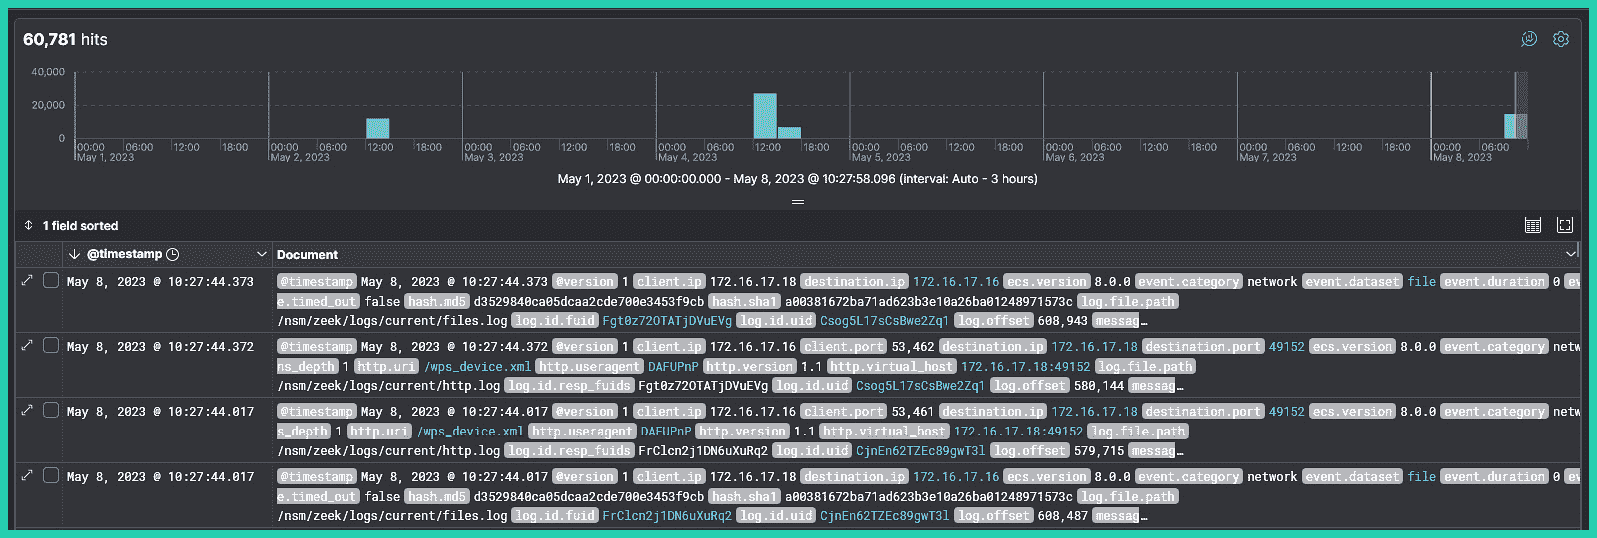 60,781 hits
40,000
20,000
0
00:00 06:00 12:00 18:00 00:00 06:00 12:00 18:00 00:00 06:00 12:00 18:00 00:00 06:00 12:00 18:00 00:00 06:00 12:00 18:00 00:00 06:00 12:00 18:00 00:00 06:00 12:00 18:00 00:00 06:00
May 1, 2023 May 2, 2023 May 3, 2023 May 4, 2023 May 5, 2023 May 6, 2023 May 7, 2023 May 8, 2023
May 1, 2023 @ 00:00:00.000 - May 8, 2023 @ 10:27:58.096 (interval: Auto - 3 hours)
1 field sorted
@timestamp Document
May 8, 2023 @ 10:27:44.373 @timestamp May 8, 2023 @ 10:27:44.373 @version 1 client.ip 172.16.17.18 destination.ip 172.16.17.16 ecs.version 8.0.0 event.category network event.dataset file event.duration 0 ev
e.timed_out false hash.md5 d3529840ca05dcaa2cde700e3453f9cb hash.sha1 a00381672ba71ad623b3e10a26ba01248971573c log.file.path
/nsm/zeek/logs/current/files.log log.id.fuid Fgt0z72OTATjDVuEVg log.id.uid Csog5L17sCsBwe2Zq1 log.offset 608,943 messag…
May 8, 2023 @ 10:27:44.372 @timestamp May 8, 2023 @ 10:27:44.372 @version 1 client.ip 172.16.17.16 client.port 53,462 destination.ip 172.16.17.18 destination.port 49152 ecs.version 8.0.0 event.category netw
ns_depth 1 http.uri /wps_device.xml http.useragent DAFUPnP http.version 1.1 http.virtual_host 172.16.17.18:49152 log.file.path
/nsm/zeek/logs/current/http.log log.id.resp_fuids Fgt0z72OTATjDVuEVg log.id.uid Csog5L17sCsBwe2Zq1 log.offset 580,144 messag…
May 8, 2023 @ 10:27:44.017 @timestamp May 8, 2023 @ 10:27:44.017 @version 1 client.ip 172.16.17.16 client.port 53,461 destination.ip 172.16.17.18 destination.port 49152 ecs.version 8.0.0 event.category netw
s_depth 1 http.uri /wps_device.xml http.useragent DAFUPnP http.version 1.1 http.virtual_host 172.16.17.18:49152 log.file.path
/nsm/zeek/logs/current/http.log log.id.resp_fuids FrClcn2j1DN6uXuRq2 log.id.uid CjnEn62TZEc89gwT3l log.offset 579,715 messag…
May 8, 2023 @ 10:27:44.017 @timestamp May 8, 2023 @ 10:27:44.017 @version 1 client.ip 172.16.17.18 destination.ip 172.16.17.16 ecs.version 8.0.0 event.category network event.dataset file event.duration 0 e
e.timed_out false hash.md5 d3529840ca05dcaa2cde700e3453f9cb hash.sha1 a00381672ba71ad623b3e10a26ba01248971573c log.file.path
/nsm/zeek/logs/current/files.log log.id.fuid FrClcn2j1DN6uXuRq2 log.id.uid CjnEn62TZEc89gwT3l log.offset 608,487 messag…